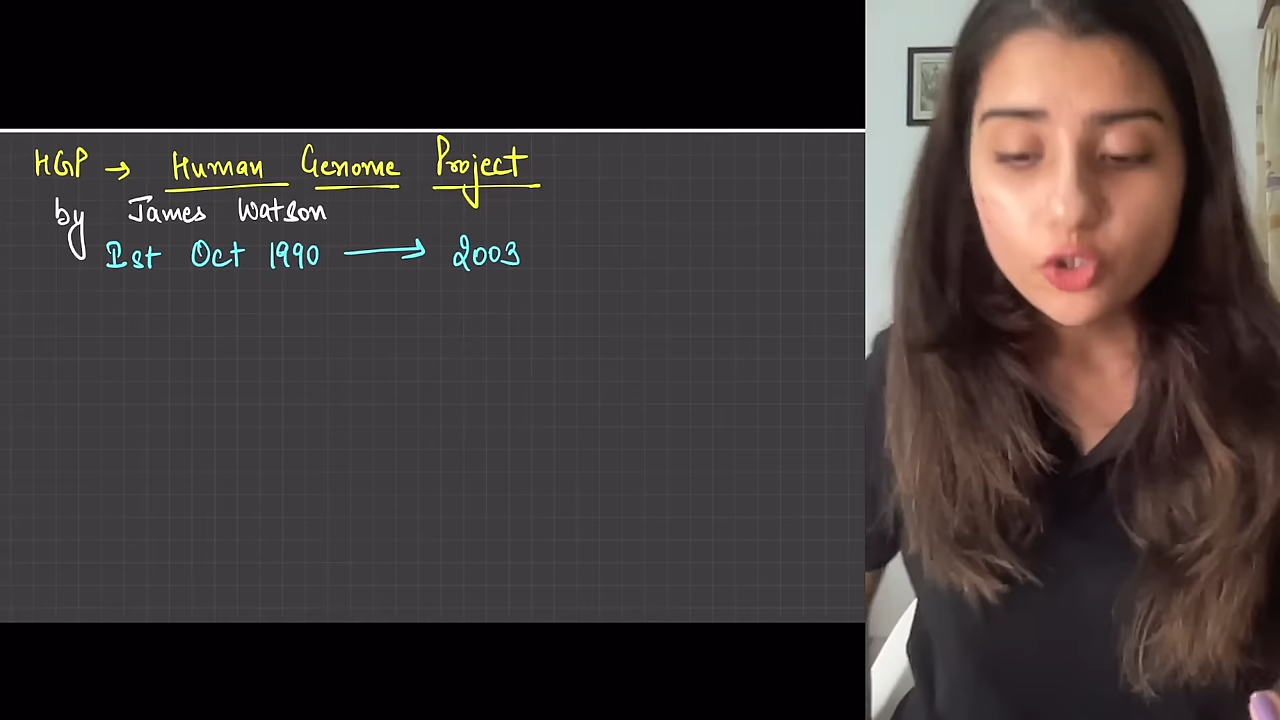 HGP → Human Genome Project
by James Watson
1st Oct 1990 → 2003